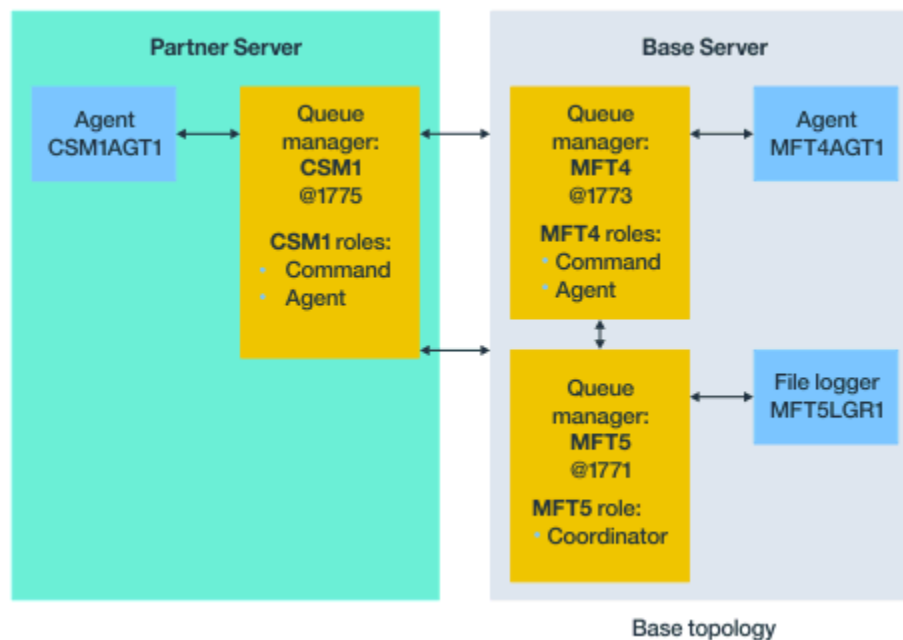 Partner Server
Agent
CSM1AGT1
Queue
manager:
CSM1
@1775
CSM1 roles:
• Command
• Agent
Base Server
Queue
manager:
MFT4
@1773
MFT4 roles:
• Command
• Agent
Agent
MFT4AGT1
Queue
manager:
MFT5
@1771
MFT5 role:
• Coordinator
File logger
MFT5LGR1
Base topology